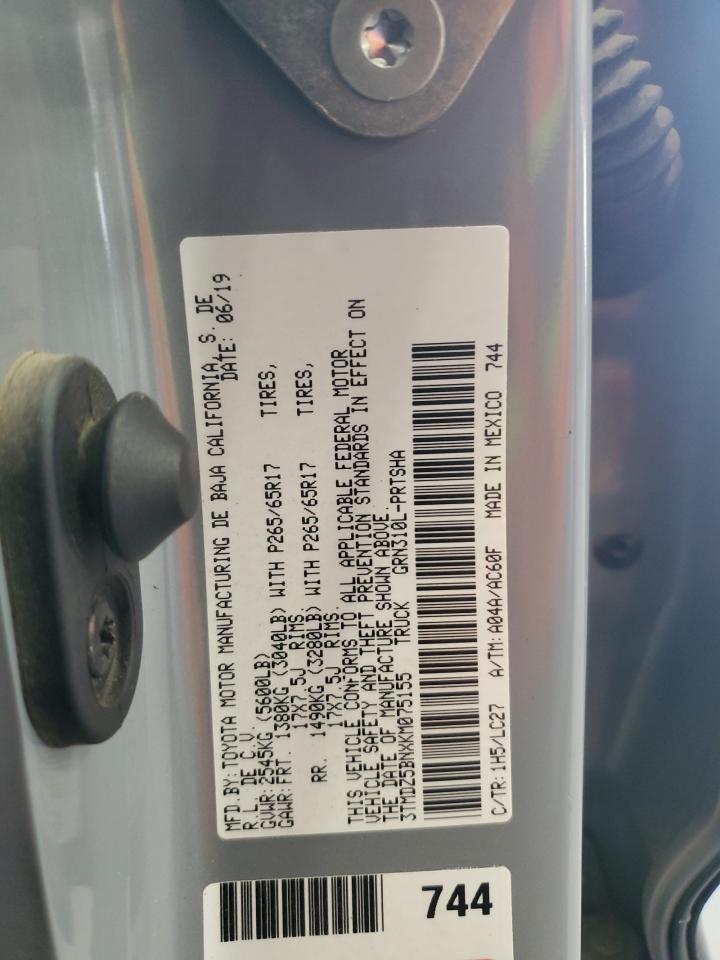 MFD.BY: TOYOTA MOTOR MANUFACTURING DE BAJA CALIFORNIA, S. DE
R.L. DE C.V. DATE: 06/19
GVWR: 2545KG (5600LB)
GAWR: FRT. 1380KG (3040LB) WITH P265/65R17 TIRES,
17X7.5J RIMS.
RR. 1490KG (3280LB) WITH P265/65R17 TIRES,
17X7.5J RIMS.
THIS VEHICLE CONFORMS TO ALL APPLICABLE FEDERAL MOTOR
VEHICLE SAFETY AND THEFT PREVENTION STANDARDS IN EFFECT ON
THE DATE OF MANUFACTURE SHOWN ABOVE.
3TMDZ5BNXKM075155 TRUCK GRN310L-PRTSHA
C/TR: 1H5/LC27 A/TM: A04A/AC60F MADE IN MEXICO 744
744